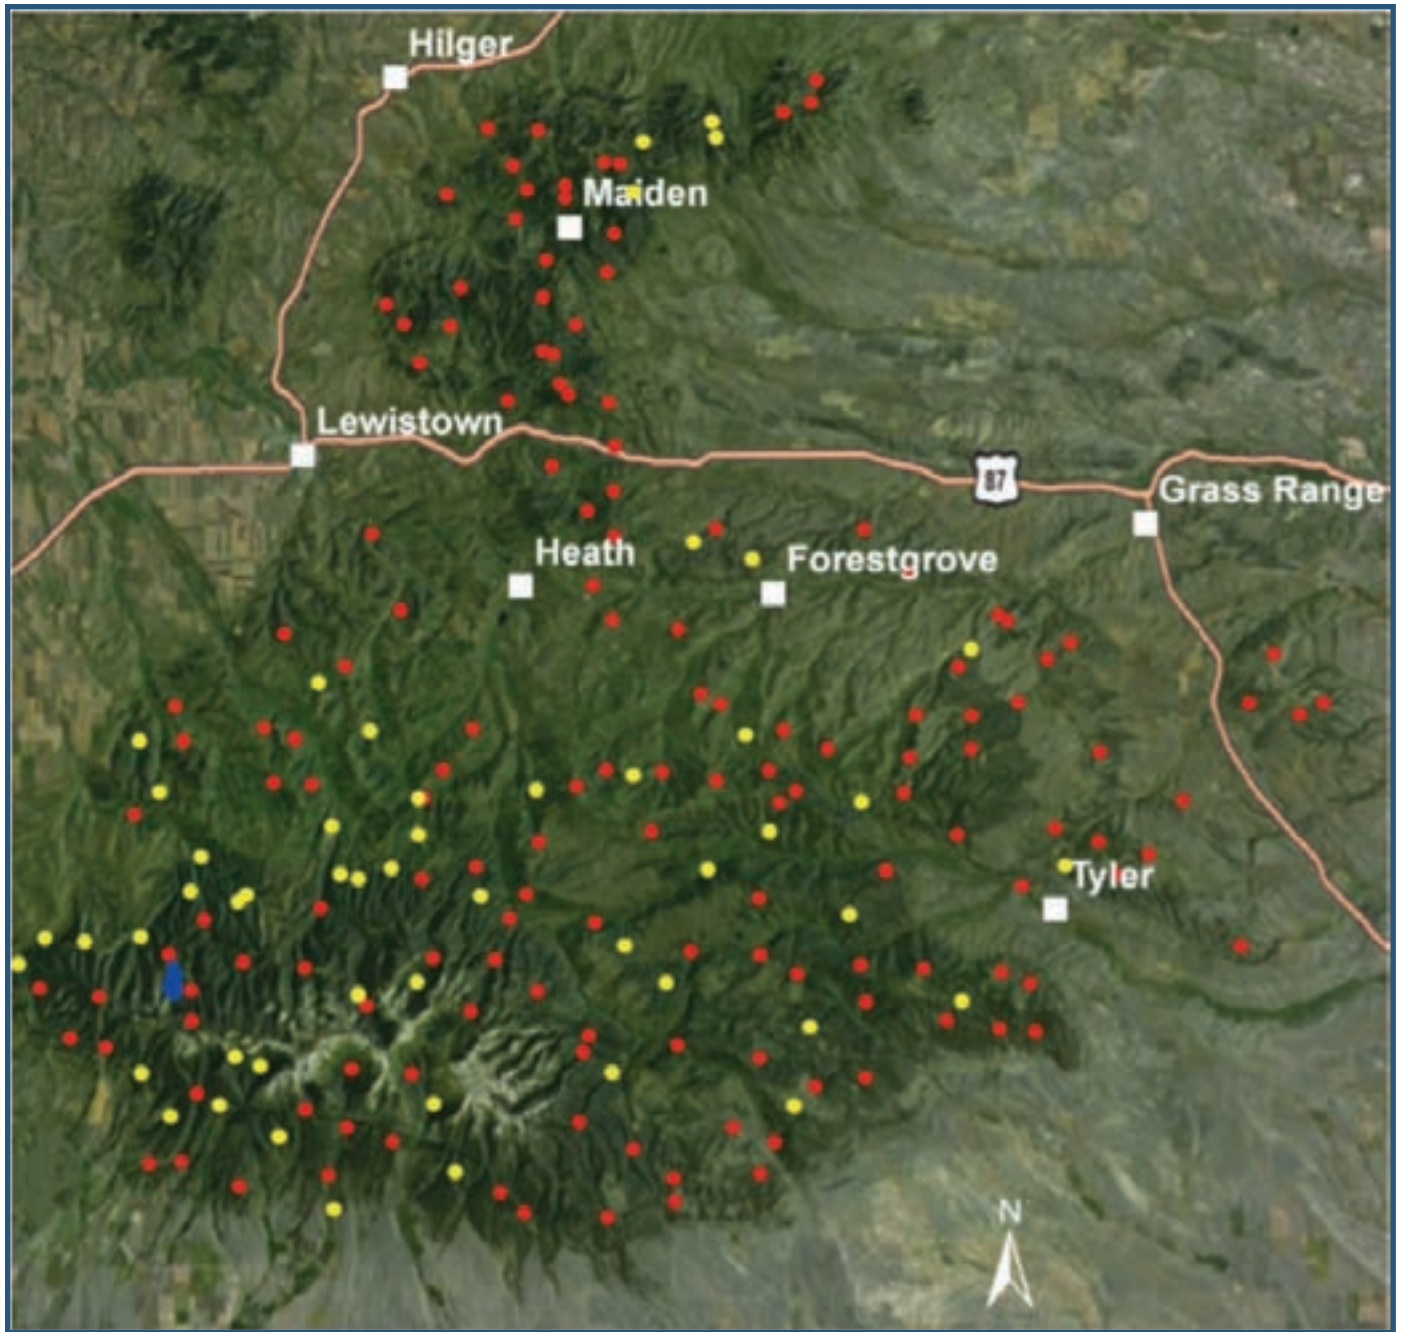 Hilger
Maiden
Lewistown
87
Grass Range
Heath
Forestgrove
Tyler
N